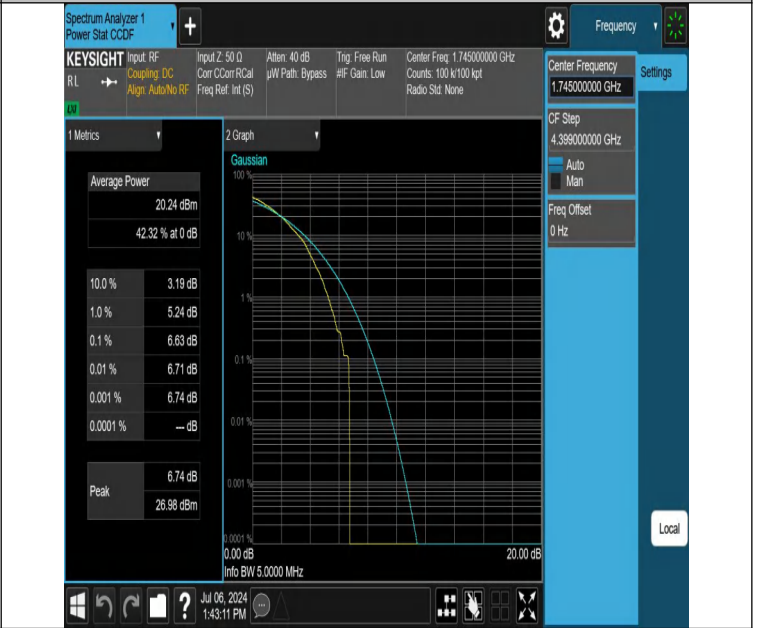 Spectrum Analyzer 1
Power Stat CCDF
+
Frequency
KEYSIGHT
RL
LXI
Input: RF
Coupling: DC
Align: Auto/No RF
Input Z: 50 Ω
Corr CCorr RCal
Freq Ref: Int (S)
Atten: 40 dB
µW Path: Bypass
Trig: Free Run
#IF Gain: Low
Center Freq: 1.745000000 GHz
Counts: 100 k/100 kpt
Radio Std: None
Center Frequency
1.745000000 GHz
Settings
CF Step
4.399000000 GHz
Auto
Man
Freq Offset
0 Hz
1 Metrics
Average Power
20.24 dBm
42.32 % at 0 dB
10.0 % 3.19 dB
1.0 % 5.24 dB
0.1 % 6.63 dB
0.01 % 6.71 dB
0.001 % 6.74 dB
0.0001 % --- dB
Peak 6.74 dB
26.98 dBm
2 Graph
Gaussian
100 %
10 %
1 %
0.1 %
0.01 %
0.001 %
0.0001 %
0.00 dB 20.00 dB
Info BW 5.0000 MHz
Local
?
Jul 06, 2024
1:43:11 PM